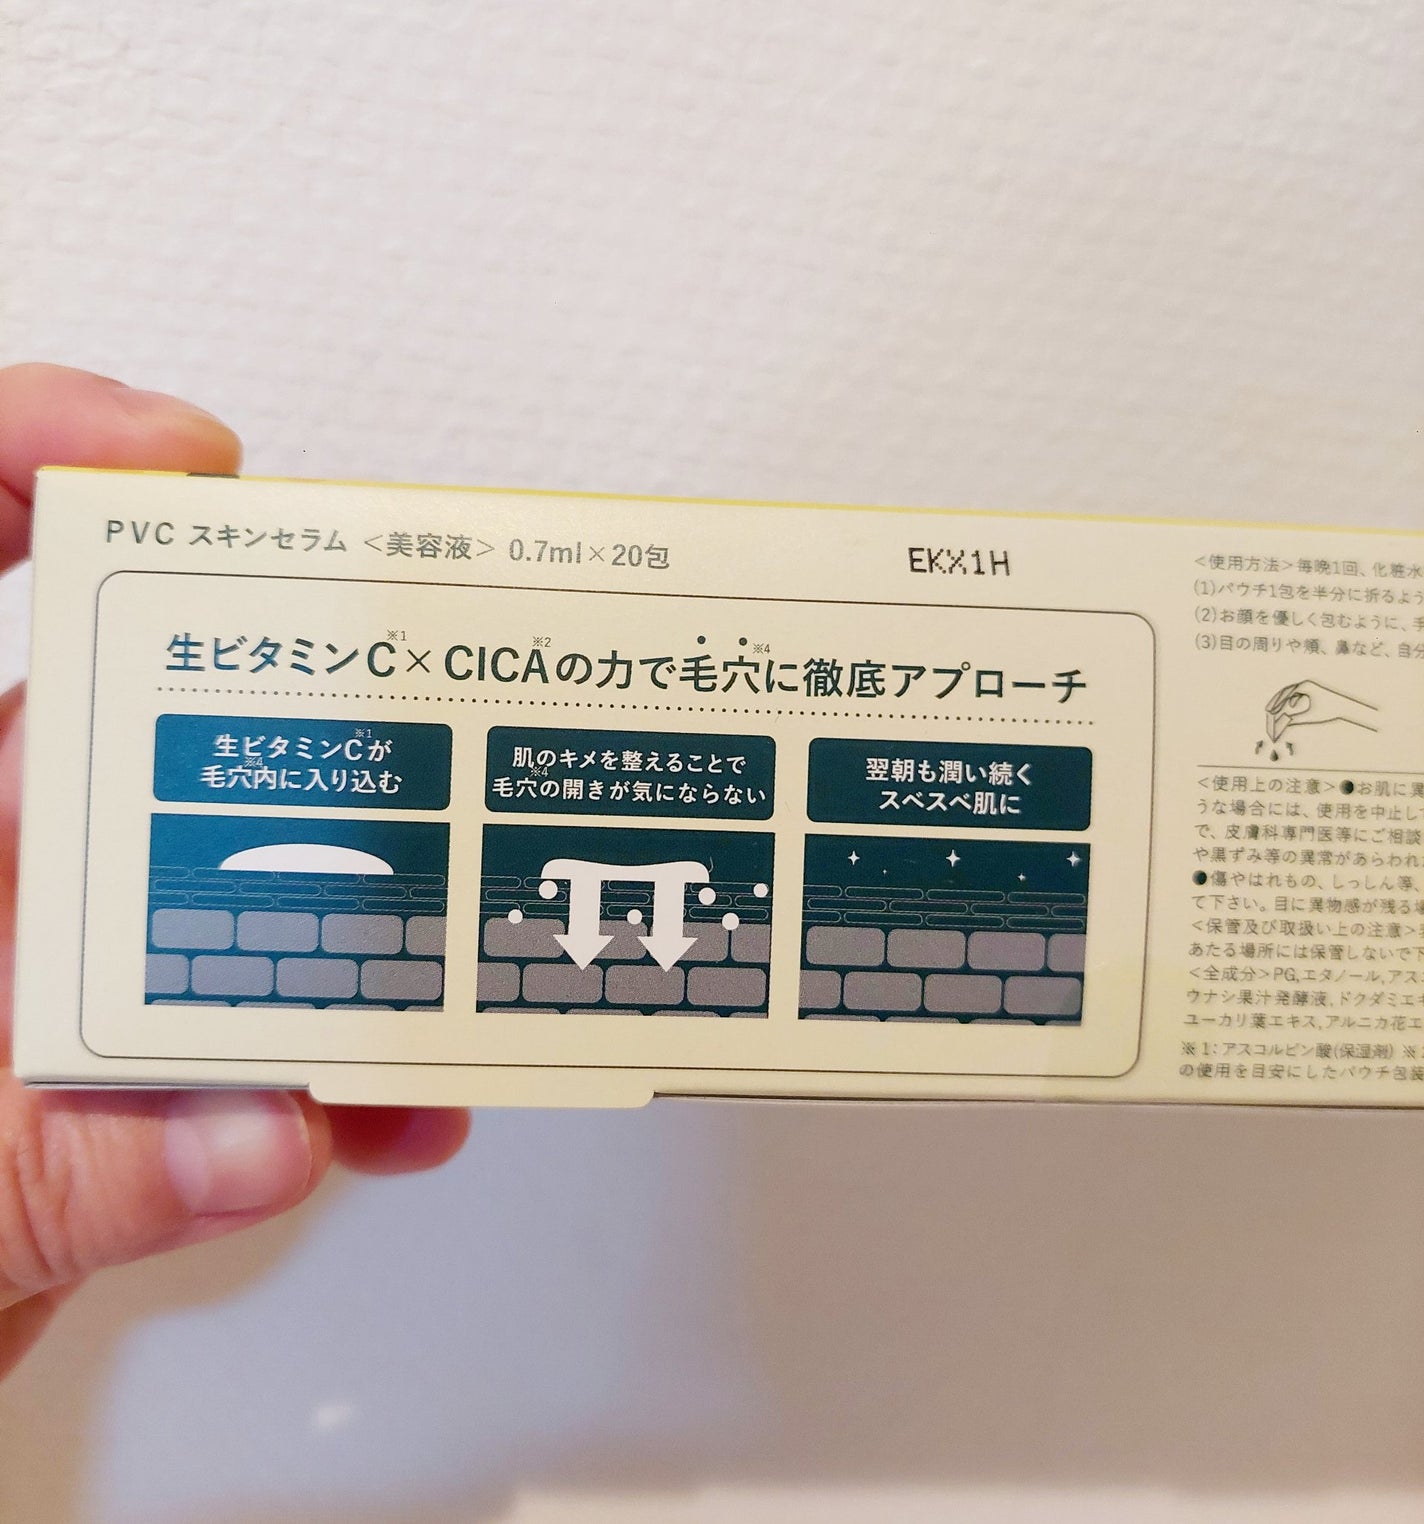 PVC スキンセラム <美容液> 0.7ml×20包
EKX1H
生ビタミンC※1×CICA※2の力で毛穴※4に徹底アプローチ
生ビタミンC※1が
毛穴※4内に入り込む
肌のキメを整えることで
毛穴※4の開きが気にならない
翌朝も潤い続く
スベスベ肌に
<使用方法>毎晩1回、化粧水
(1)パウチ1包を半分に折るよう
(2)お顔を優しく包むように、手
(3)目の周りや頬、鼻など、自分
<使用上の注意>●お肌に異
うな場合には、使用を中止して
で、皮膚科専門医等にご相談
や黒ずみ等の異常があらわれ
●傷やはれもの、しっしん等、
て下さい。目に異物感が残る場
<保管及び取扱い上の注意>
あたる場所には保管しないで下
<全成分>PG,エタノール,アス
ウナシ果汁発酵液,ドクダミエキ
ユーカリ葉エキス,アルニカ花エ
※1:アスコルビン酸(保湿剤)
の使用を目安にしたパウチ包装